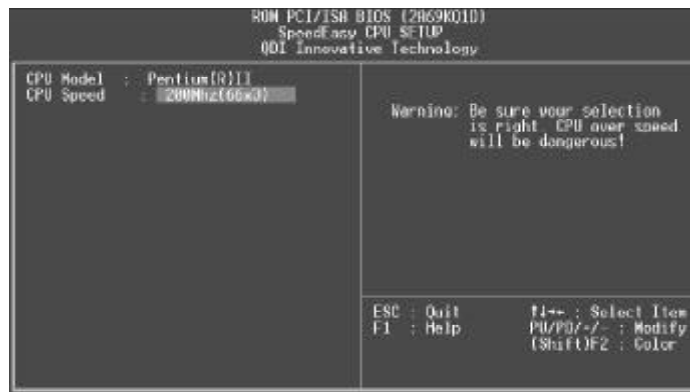 ROM PCI/ISA BIOS (2A69KQ1D)
SpeedEasy CPU SETUP
QDI Innovative Technology
CPU Model : Pentium(R)II
CPU Speed : 200Mhz(66x3)
Warning: Be sure your selection
is right. CPU over speed
will be dangerous!
ESC : Quit ↑↓→← : Select Item
F1 : Help PU/PD/+/- : Modify
(Shift)F2 : Color